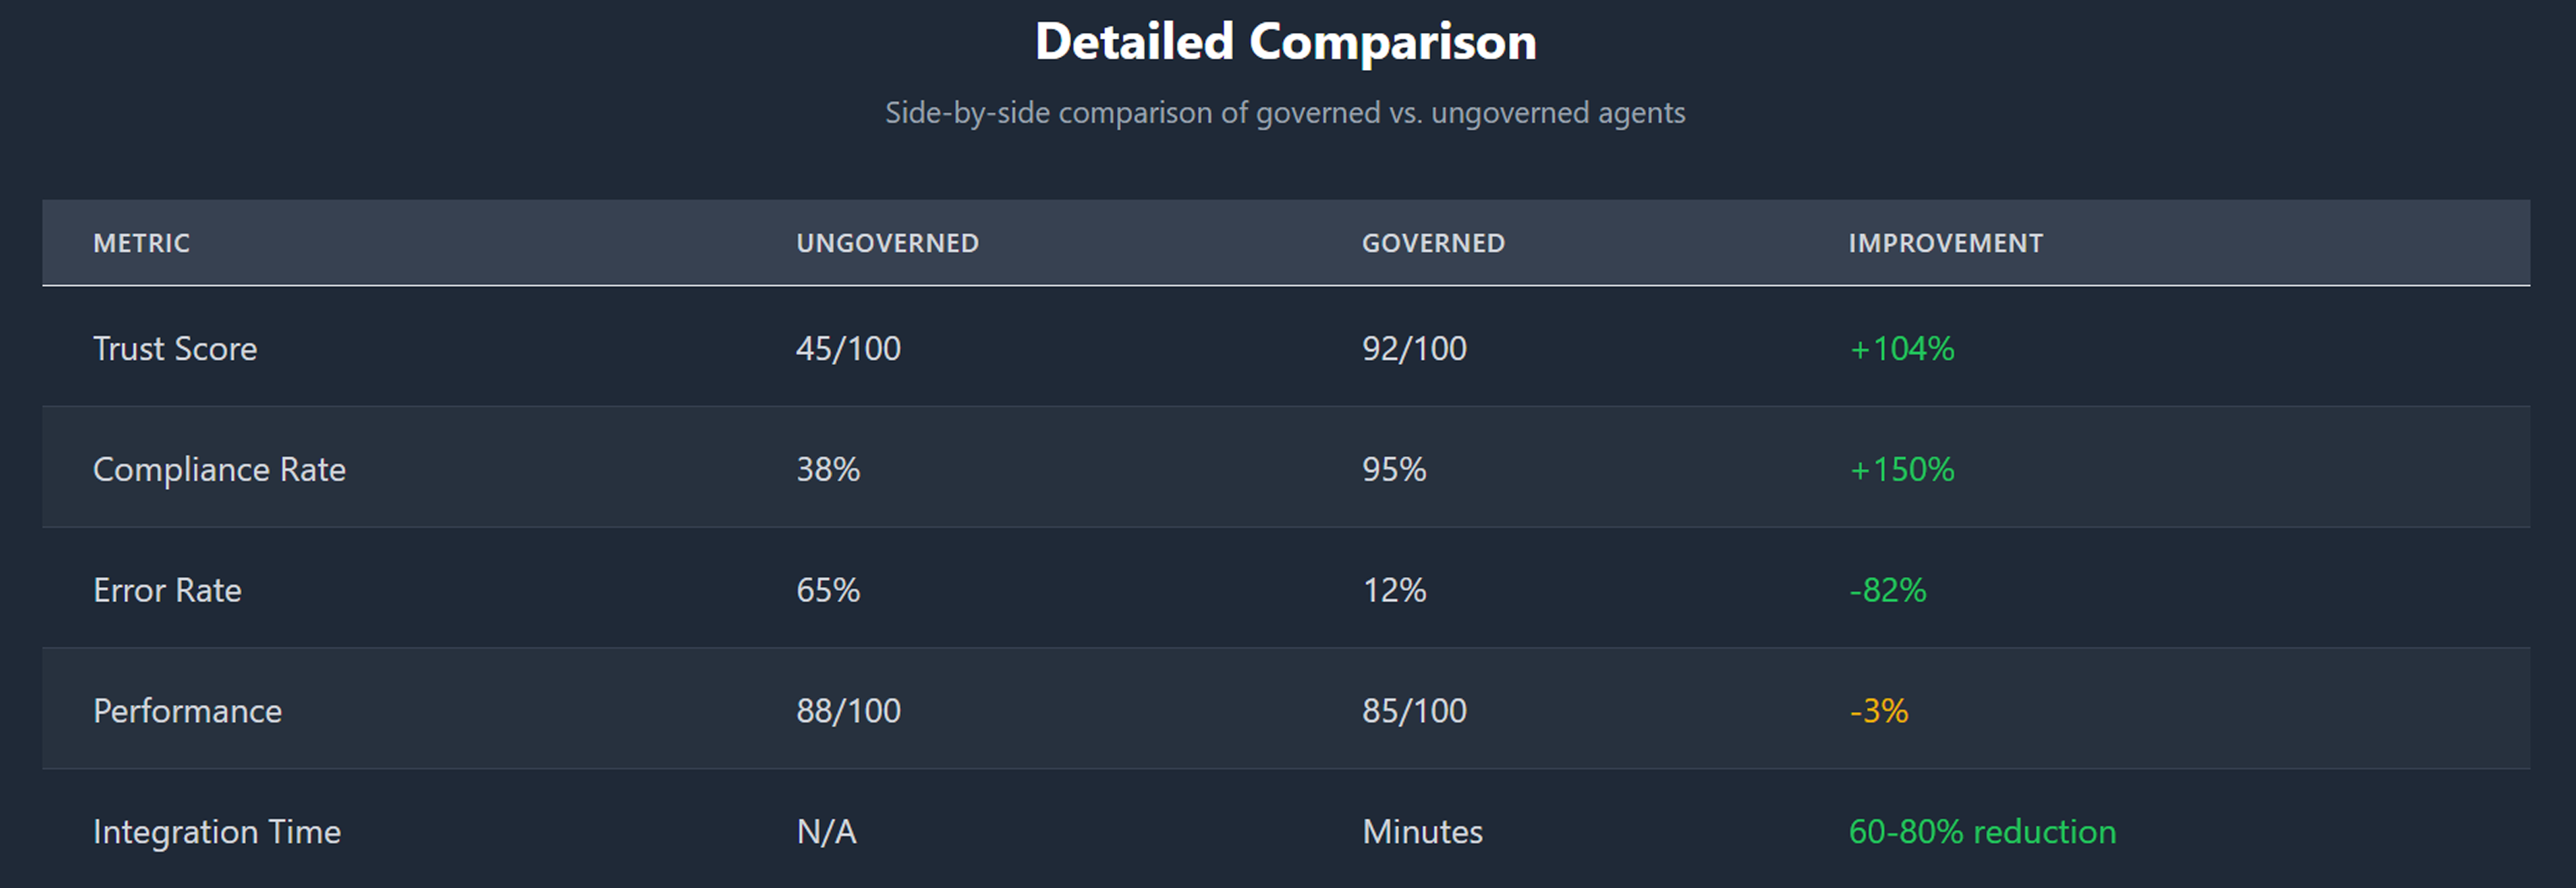 Detailed Comparison
Side-by-side comparison of governed vs. ungoverned agents
METRIC UNGOVERNED GOVERNED IMPROVEMENT
Trust Score 45/100 92/100 +104%
Compliance Rate 38% 95% +150%
Error Rate 65% 12% -82%
Performance 88/100 85/100 -3%
Integration Time N/A Minutes 60-80% reduction